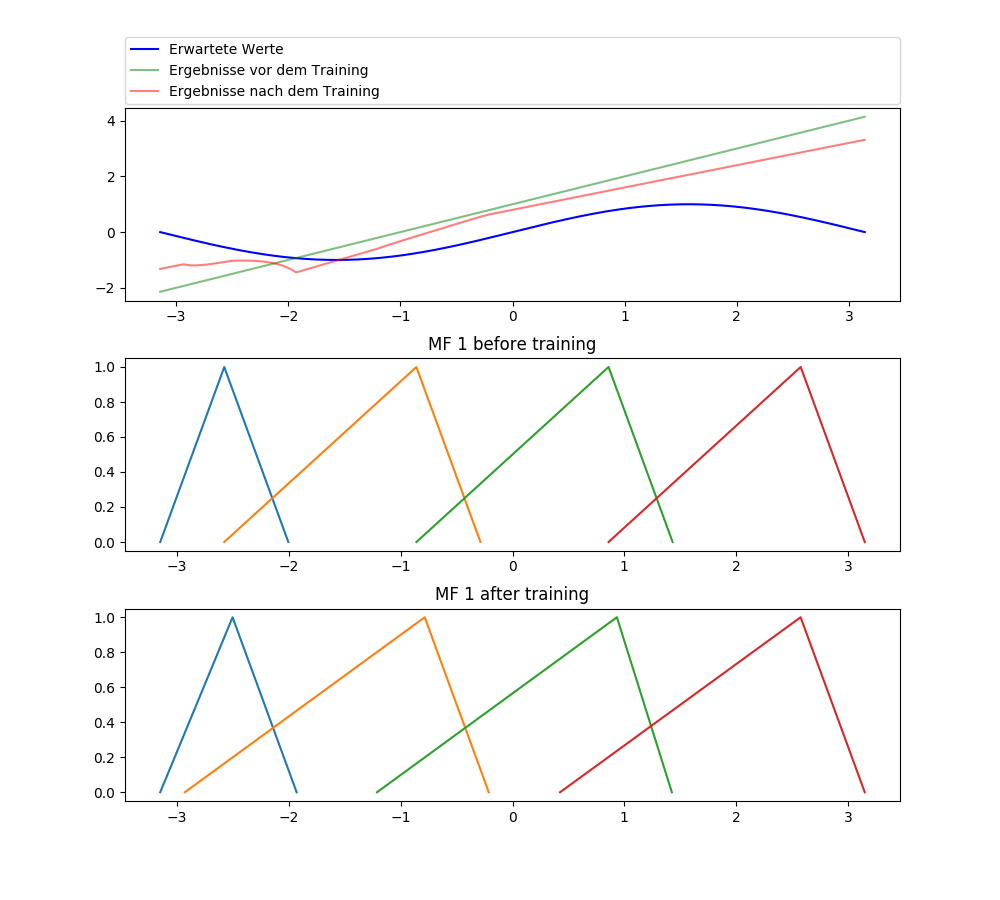 Erwartete Werte
Ergebnisse vor dem Training
Ergebnisse nach dem Training
4
2
0
−2
−3 −2 −1 0 1 2 3
MF 1 before training
1.0
0.8
0.6
0.4
0.2
0.0
−3 −2 −1 0 1 2 3
MF 1 after training
1.0
0.8
0.6
0.4
0.2
0.0
−3 −2 −1 0 1 2 3